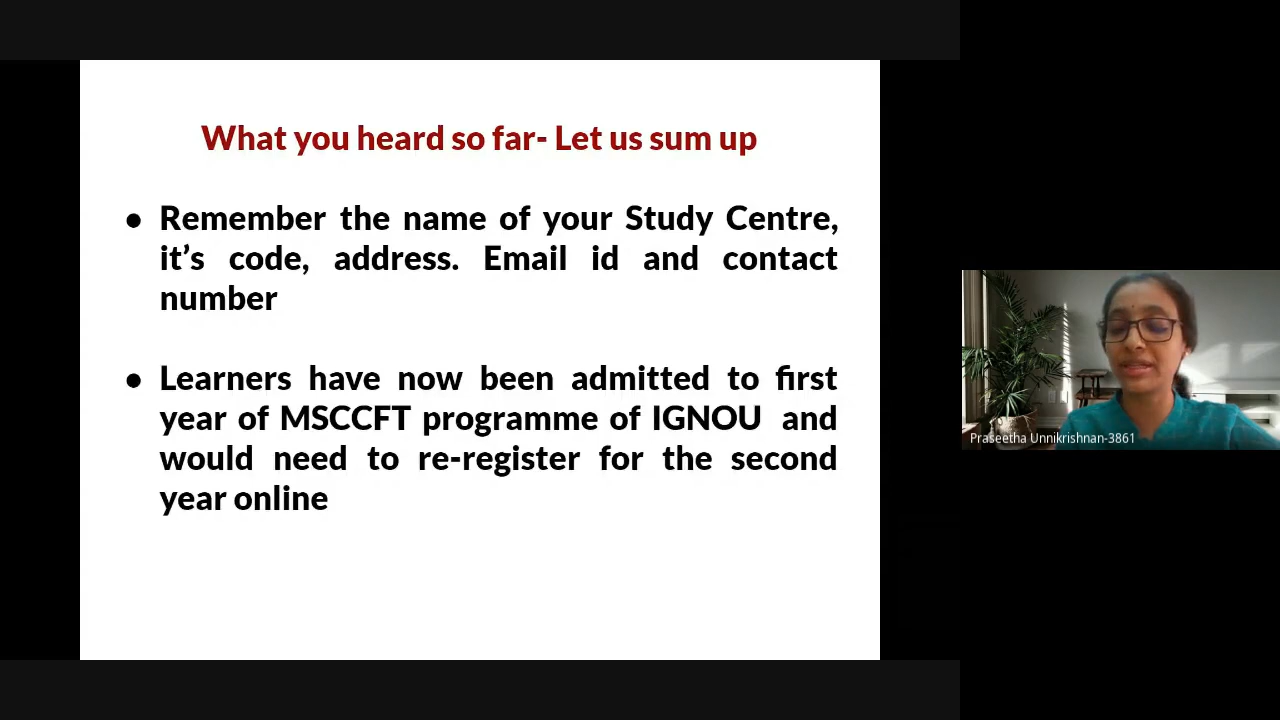 What you heard so far- Let us sum up
● Remember the name of your Study Centre,
it’s code, address. Email id and contact
number
● Learners have now been admitted to first
year of MSCCFT programme of IGNOU and
would need to re-register for the second
year online
Praseetha Unnikrishnan-3861